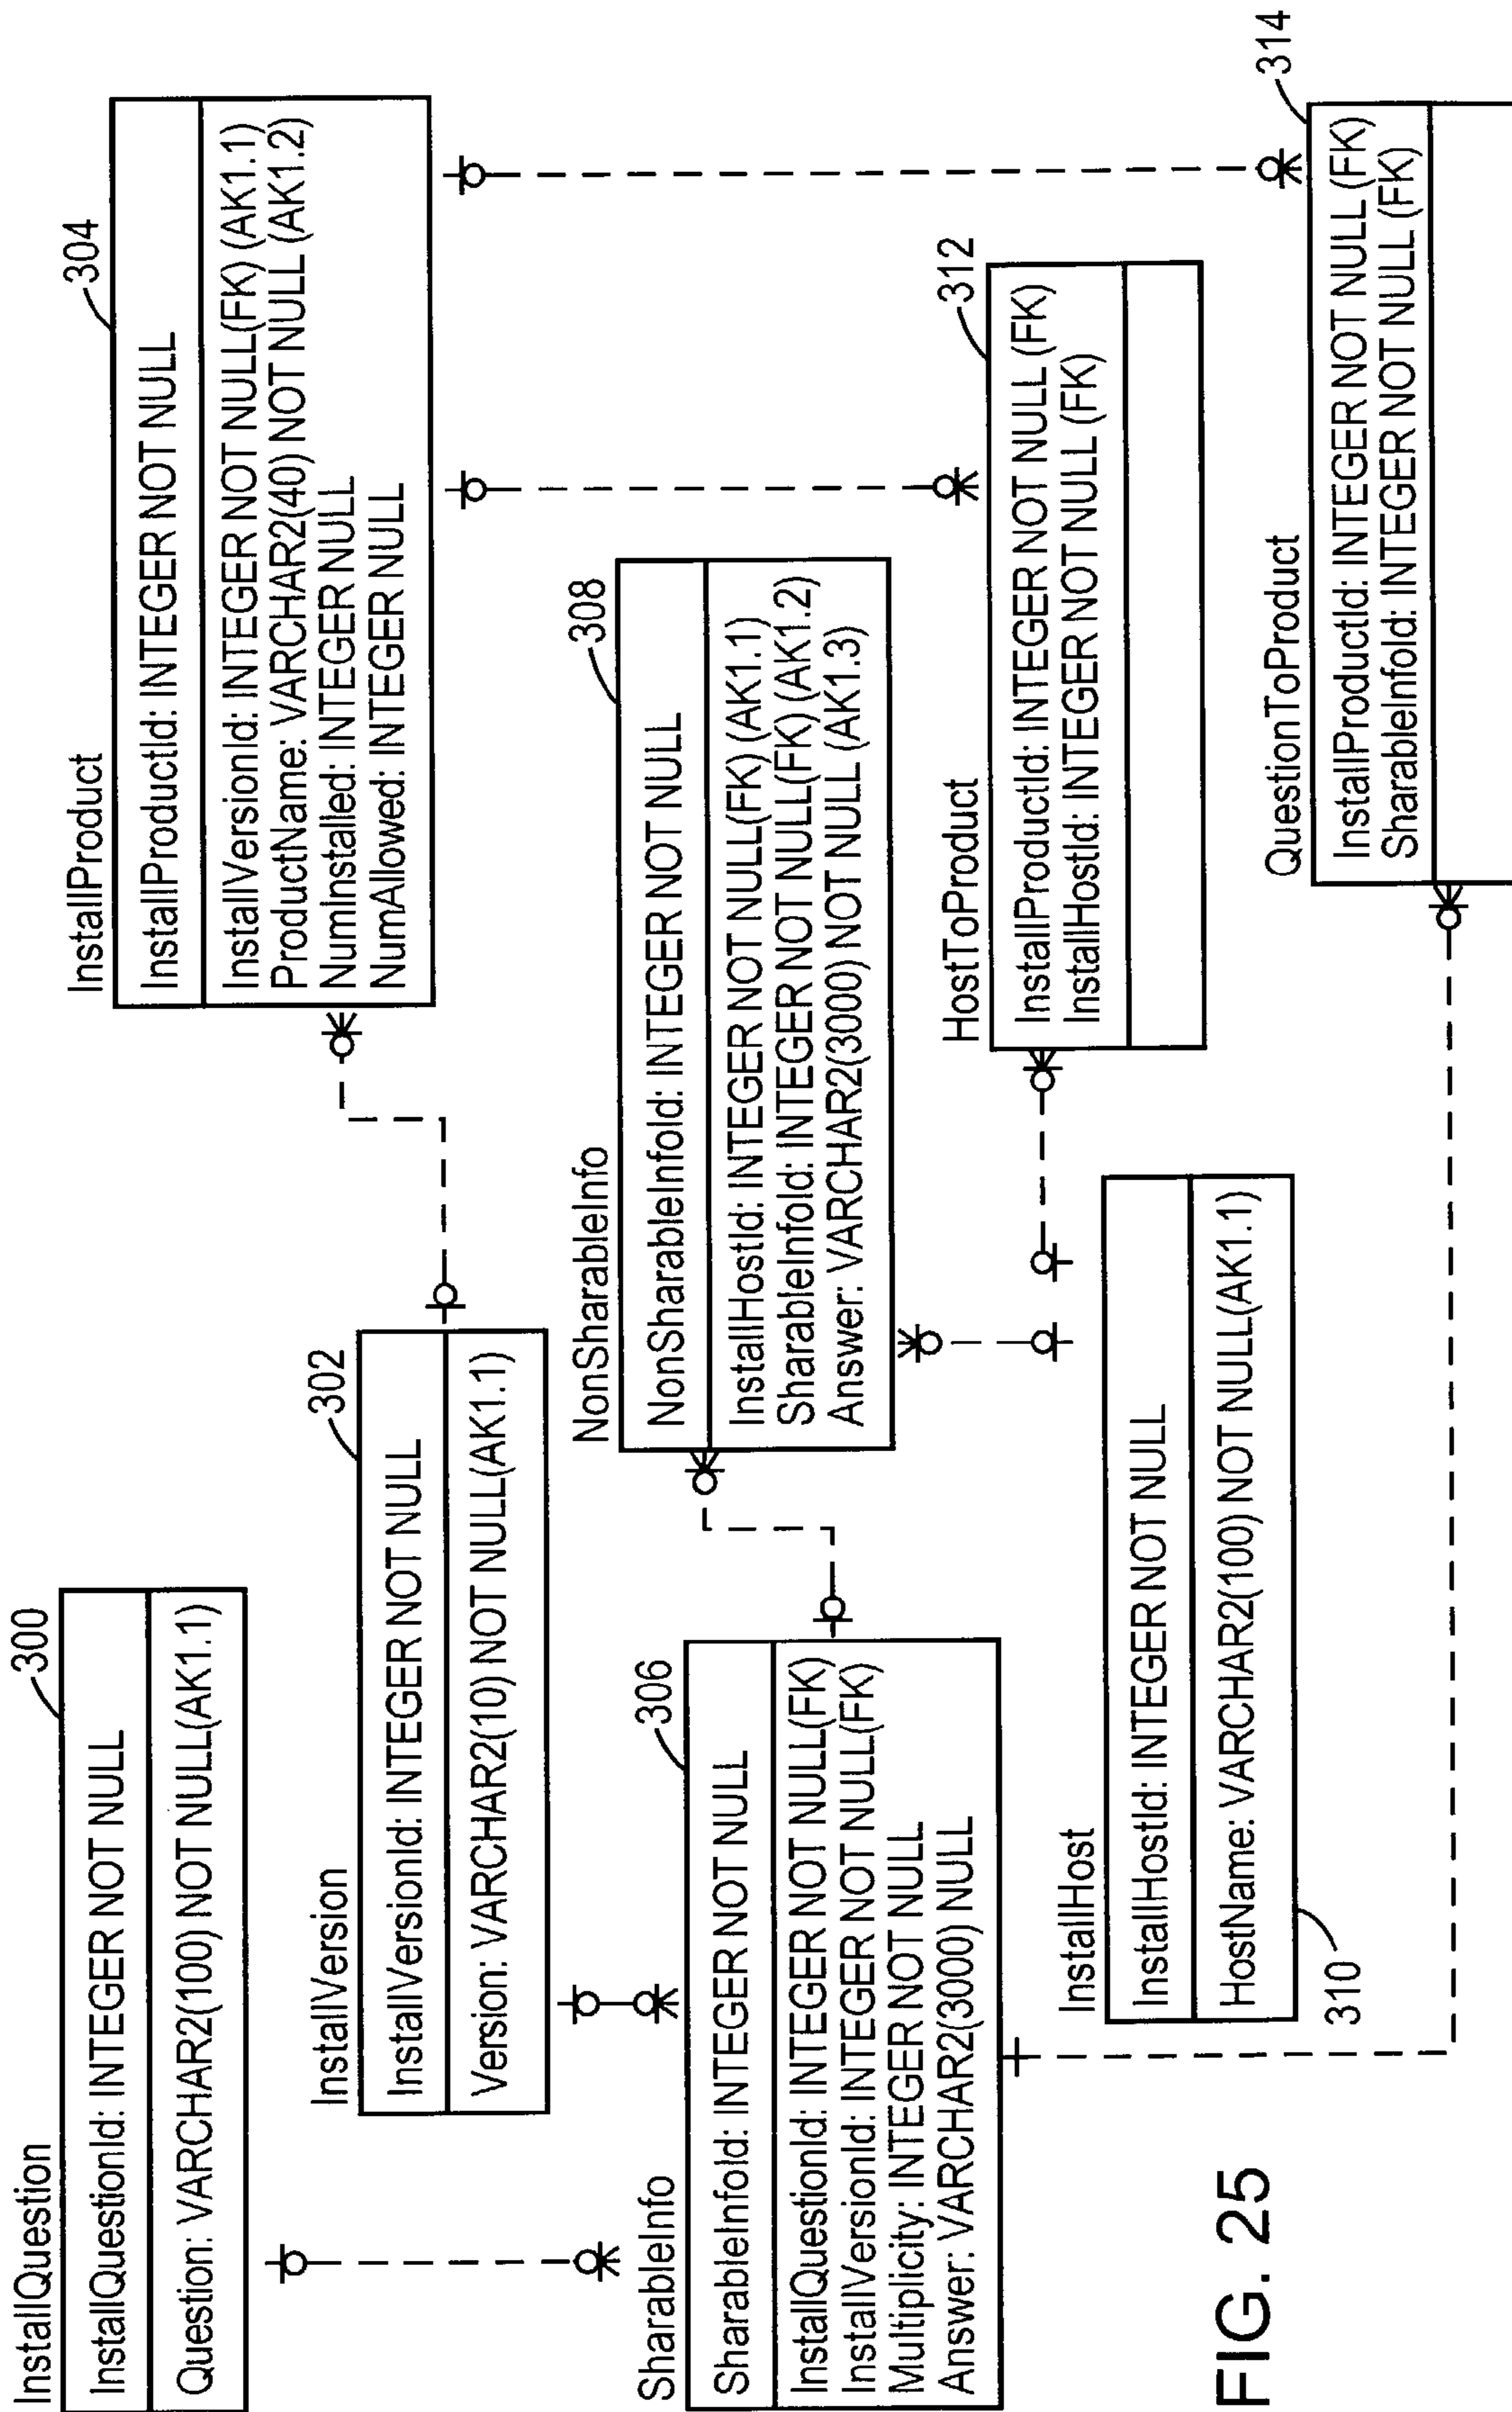 InstallQuestion
300
InstallQuestionId: INTEGER NOT NULL
Question: VARCHAR2(100) NOT NULL(AK1.1)
InstallVersion
302
InstallVersionId: INTEGER NOT NULL
Version: VARCHAR2(10) NOT NULL(AK1.1)
InstallProduct
304
InstallProductId: INTEGER NOT NULL
InstallVersionId: INTEGER NOT NULL(FK) (AK1.1)
ProductName: VARCHAR2(40) NOT NULL (AK1.2)
NumInstalled: INTEGER NULL
NumAllowed: INTEGER NULL
SharableInfo
306
SharableInfoId: INTEGER NOT NULL
InstallQuestionId: INTEGER NOT NULL(FK)
InstallVersionId: INTEGER NOT NULL(FK)
Multiplicity: INTEGER NOT NULL
Answer: VARCHAR2(3000) NULL
NonSharableInfo
308
NonSharableInfoId: INTEGER NOT NULL
InstallHostId: INTEGER NOT NULL(FK) (AK1.1)
SharableInfoId: INTEGER NOT NULL(FK) (AK1.2)
Answer: VARCHAR2(3000) NOT NULL (AK1.3)
InstallHost
InstallHostId: INTEGER NOT NULL
HostName: VARCHAR2(100) NOT NULL(AK1.1)
310
HostToProduct
312
InstallProductId: INTEGER NOT NULL (FK)
InstallHostId: INTEGER NOT NULL (FK)
QuestionToProduct
314
InstallProductId: INTEGER NOT NULL (FK)
SharableInfoId: INTEGER NOT NULL (FK)
FIG. 25